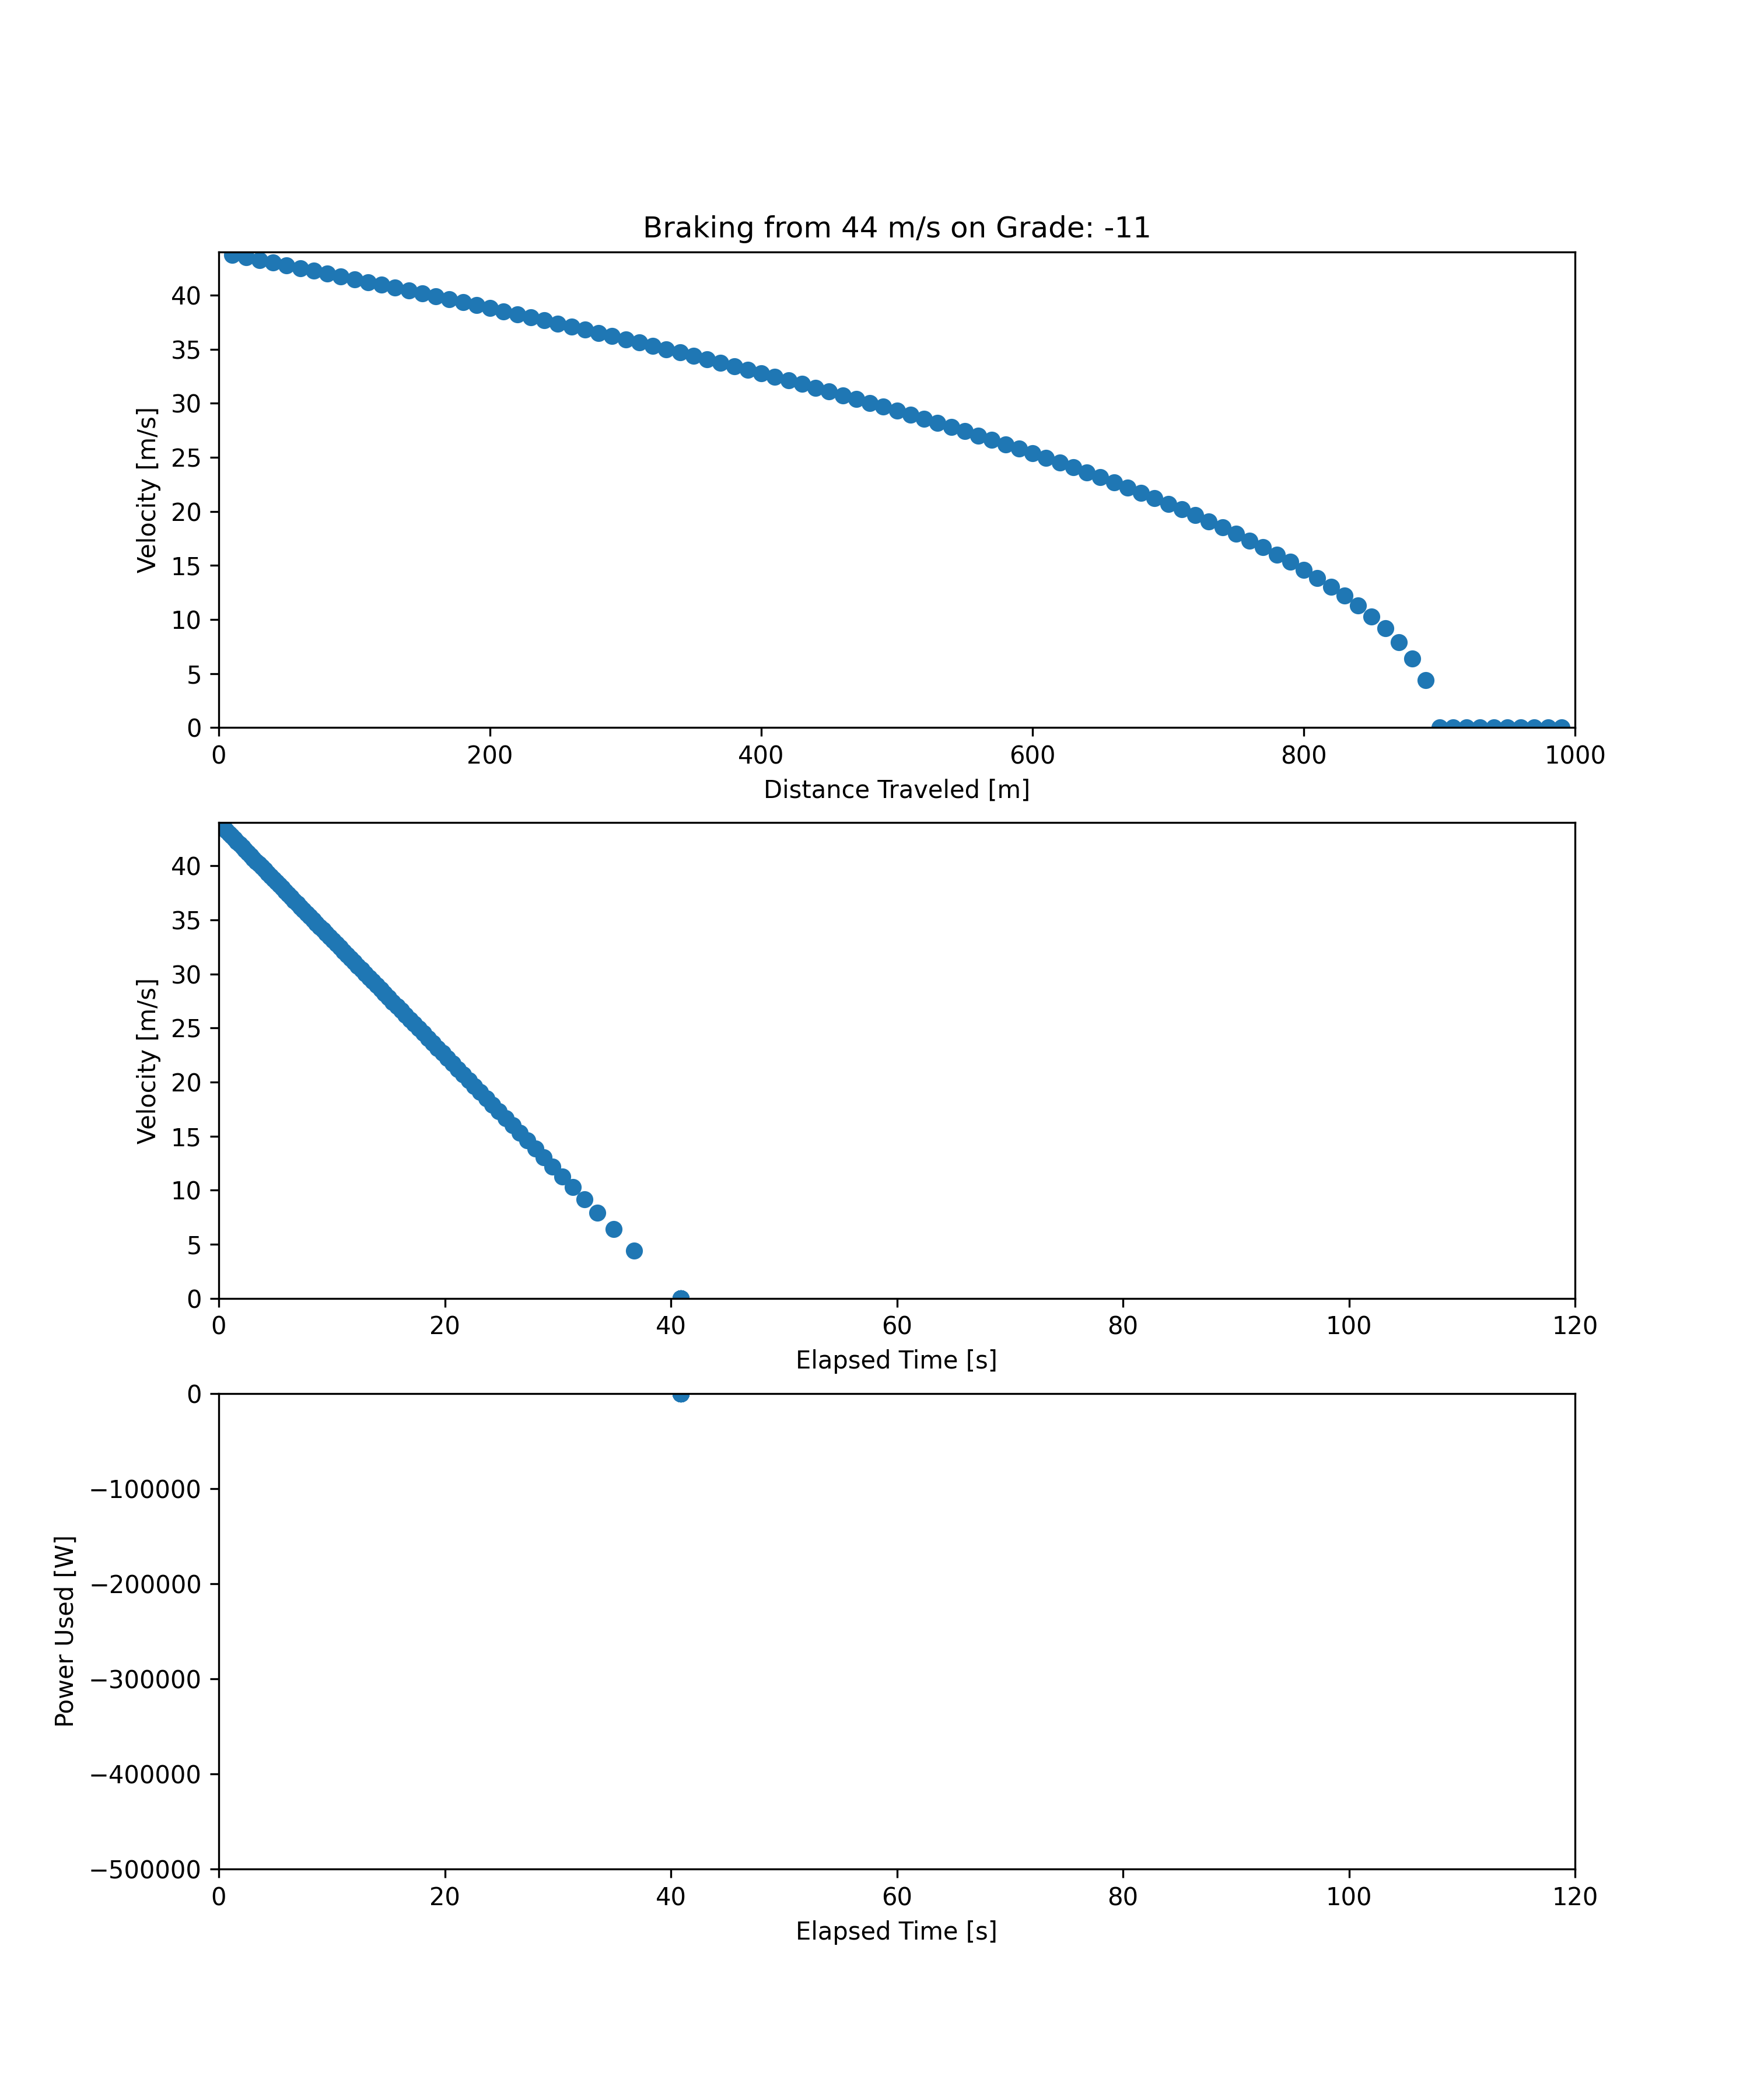 Braking from 44 m/s on Grade: -11
40
35
30
25
20
15
10
5
0
Velocity [m/s]
0 200 400 600 800 1000
Distance Traveled [m]
40
35
30
25
20
15
10
5
0
Velocity [m/s]
0 20 40 60 80 100 120
Elapsed Time [s]
0
−100000
−200000
−300000
−400000
−500000
Power Used [W]
0 20 40 60 80 100 120
Elapsed Time [s]